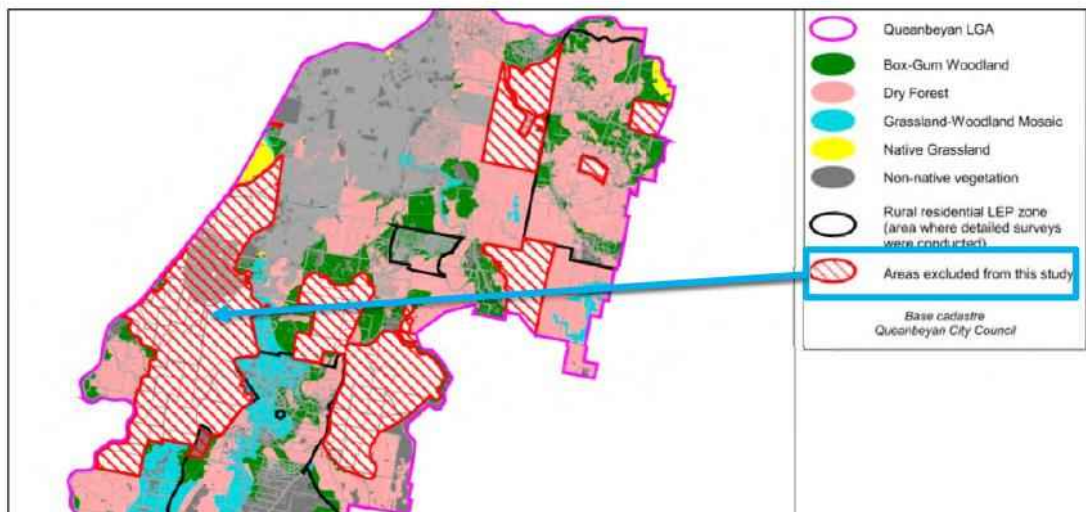 Queanbeyan LGA
Box-Gum Woodland
Dry Forest
Grassland-Woodland Mosaic
Native Grassland
Non-native vegetation
Rural residential LEP zone
(area where detailed surveys
were conducted)
Areas excluded from this study
Base cadastre
Queanbeyan City Council